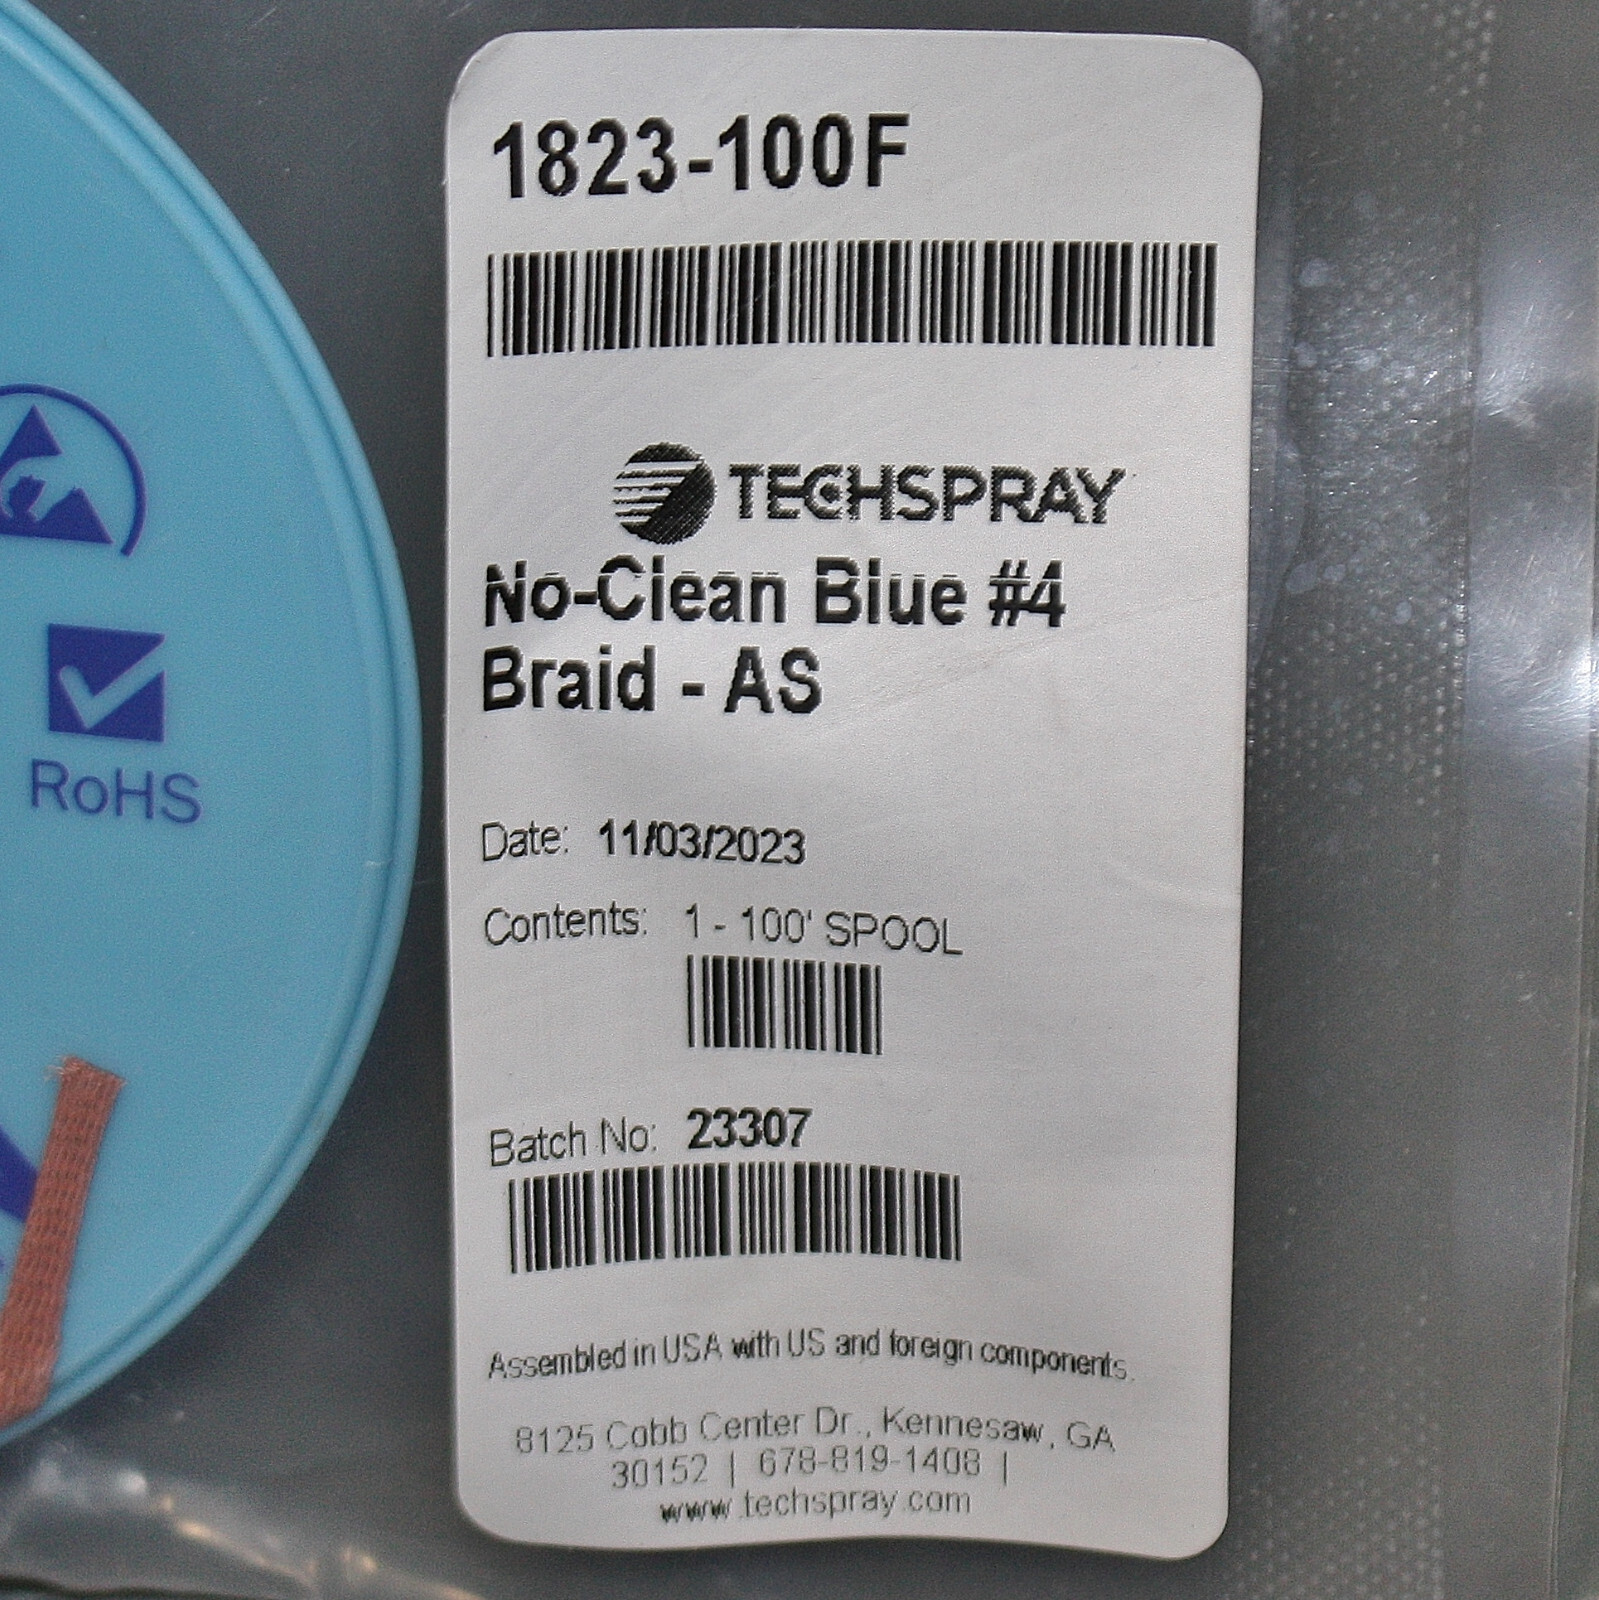 1823-100F
TECHSPRAY
No-Clean Blue #4
Braid - AS
Date: 11/03/2023
Contents: 1 - 100' SPOOL
Batch No: 23307
Assembled in USA with US and foreign components.
8125 Cobb Center Dr., Kennesaw, GA
30152 | 678-819-1408 |
www.techspray.com
RoHS